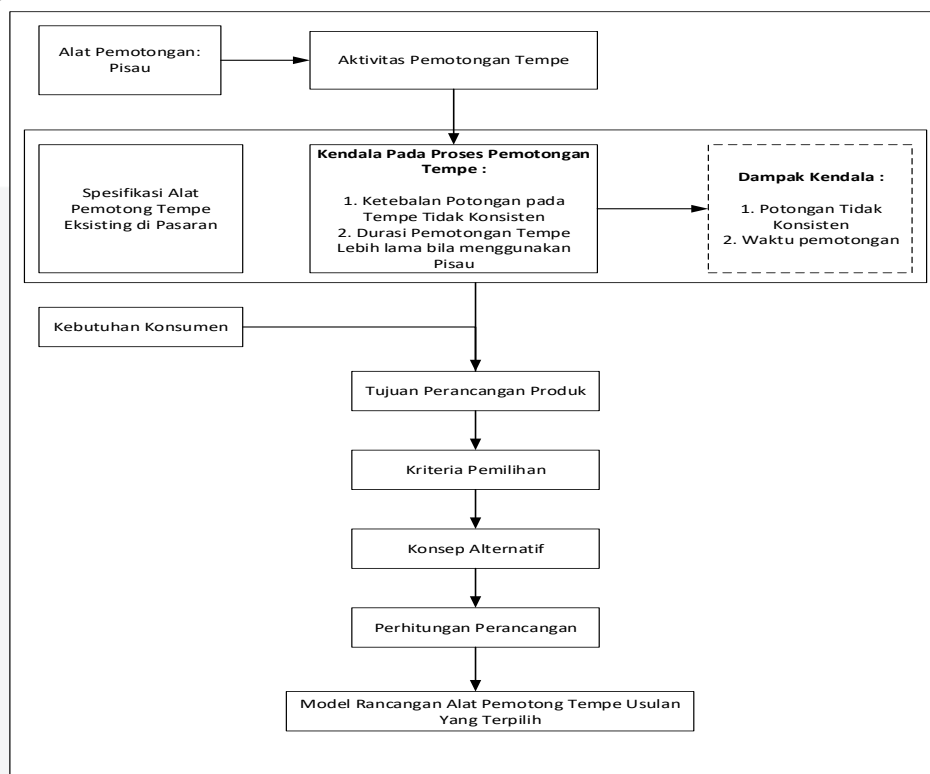 Alat Pemotongan:
Pisau
Aktivitas Pemotongan Tempe
Spesifikasi Alat
Pemotong Tempe
Eksisting di Pasaran
Kendala Pada Proses Pemotongan
Tempe :
1. Ketebalan Potongan pada
Tempe Tidak Konsisten
2. Durasi Pemotongan Tempe
Lebih lama bila menggunakan
Pisau
Dampak Kendala :
1. Potongan Tidak
Konsisten
2. Waktu pemotongan
Kebutuhan Konsumen
Tujuan Perancangan Produk
Kriteria Pemilihan
Konsep Alternatif
Perhitungan Perancangan
Model Rancangan Alat Pemotong Tempe Usulan
Yang Terpilih